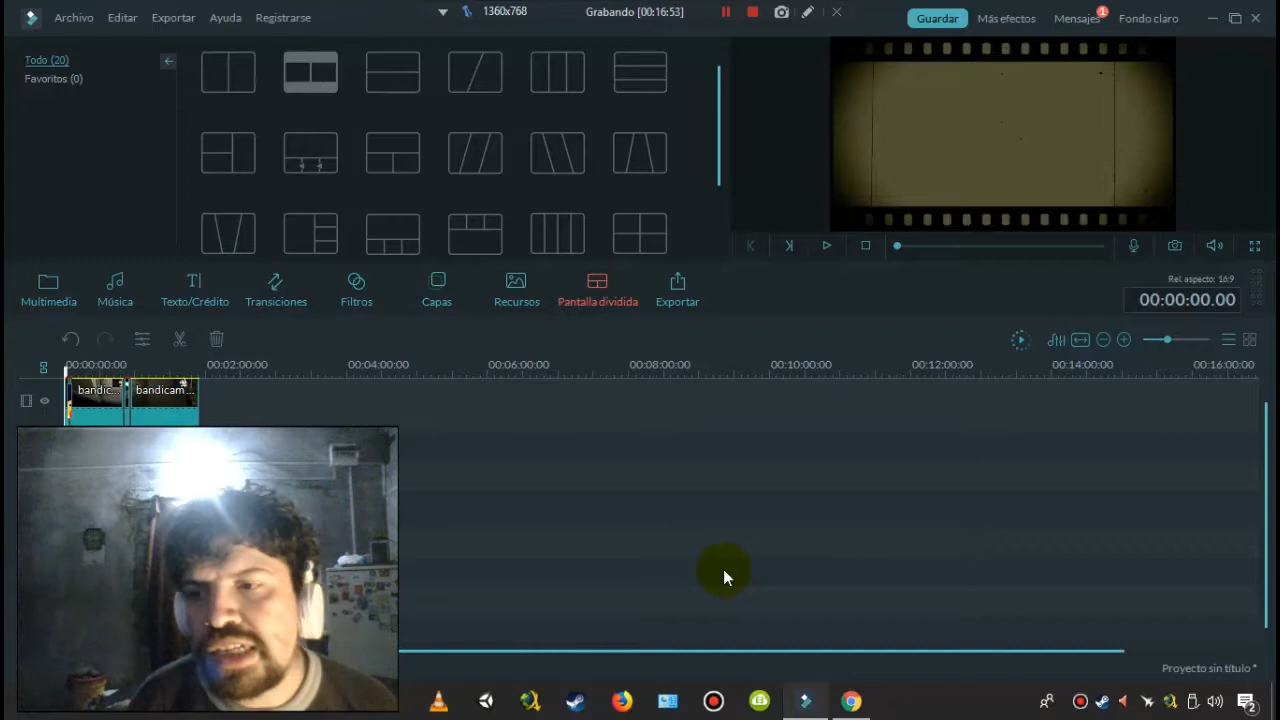 Archivo Editar Exportar Ayuda Registrarse
1360x768 Grabando [00:16:53]
Guardar Más efectos Mensajes 1 Fondo claro
Todo (20)
Favoritos (0)
Multimedia Música Texto/Crédito Transiciones Filtros Capas Recursos Pantalla dividida Exportar
Rel. aspecto: 16:9
00:00:00.00
00:00:00:00 00:02:00:00 00:04:00:00 00:06:00:00 00:08:00:00 00:10:00:00 00:12:00:00 00:14:00:00 00:16:00:00
bandic... bandicam...
Proyecto sin título *
2